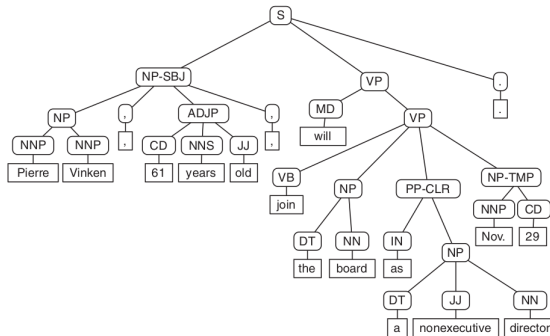 S
NP-SBJ VP .
NP , ADJP , MD VP .
NNP NNP , CD NNS JJ , will
Pierre Vinken 61 years old VB NP PP-CLR NP-TMP
join NNP CD
DT NN IN Nov. 29
the board as NP
DT JJ NN
a nonexecutive director